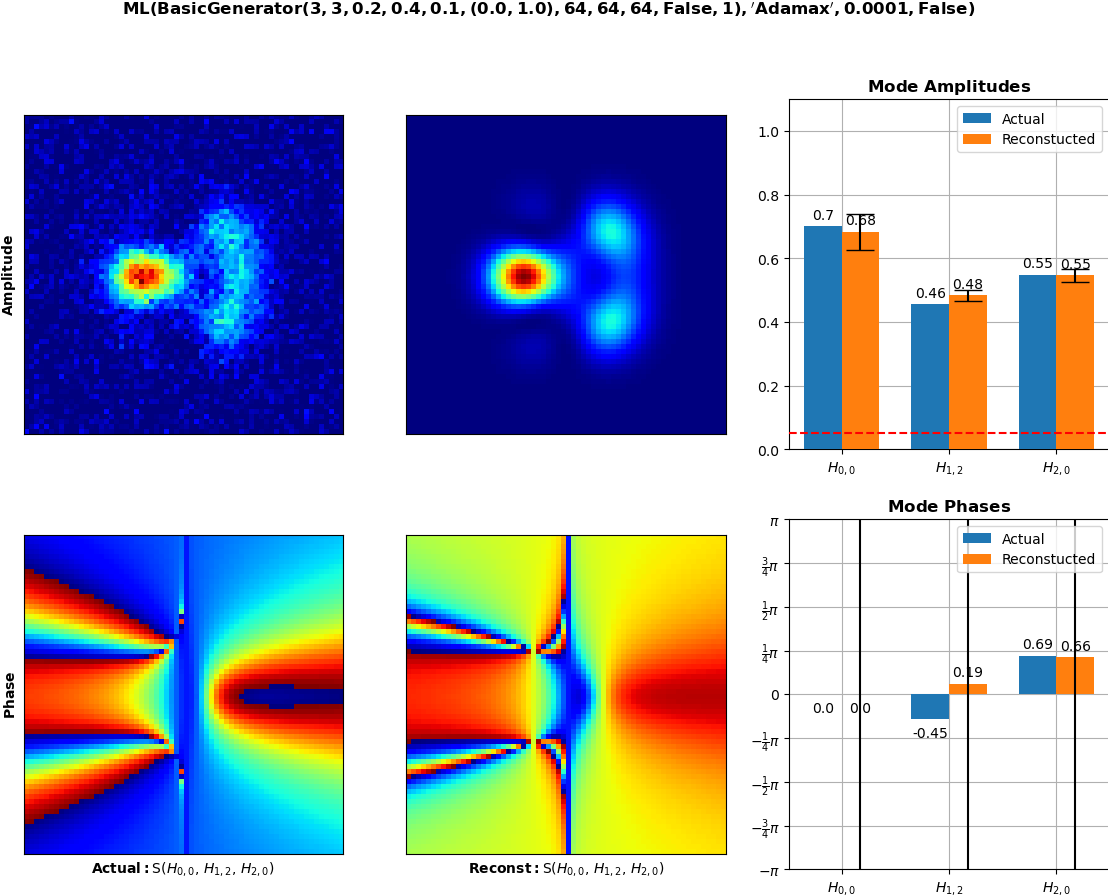 ML(BasicGenerator(3, 3, 0.2, 0.4, 0.1, (0.0, 1.0), 64, 64, 64, False, 1), ′Adamax′, 0.0001, False)
Amplitude
Mode Amplitudes
Actual
Reconstucted
1.0
0.8
0.6
0.4
0.2
0.0
0.7
0.68
0.46
0.48
0.55
0.55
H0,0
H1,2
H2,0
Phase
Actual: S(H0,0, H1,2, H2,0)
Reconst: S(H0,0, H1,2, H2,0)
Mode Phases
Actual
Reconstucted
π
3/4π
1/2π
1/4π
0
−1/4π
−1/2π
−3/4π
−π
0.0
0.0
-0.45
0.19
0.69
0.66
H0,0
H1,2
H2,0